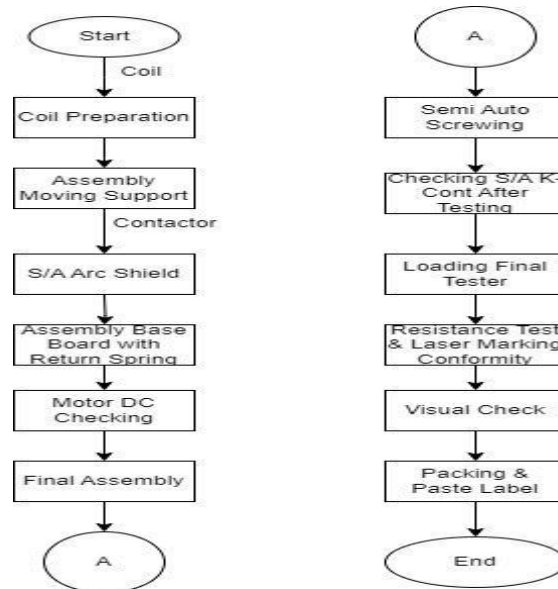 Start
Coil
Coil Preparation
Assembly
Moving Support
Contactor
S/A Arc Shield
Assembly Base
Board with
Return Spring
Motor DC
Checking
Final Assembly
A
A
Semi Auto
Screwing
Checking S/A K-
Cont After
Testing
Loading Final
Tester
Resistance Test
& Laser Marking
Conformity
Visual Check
Packing &
Paste Label
End